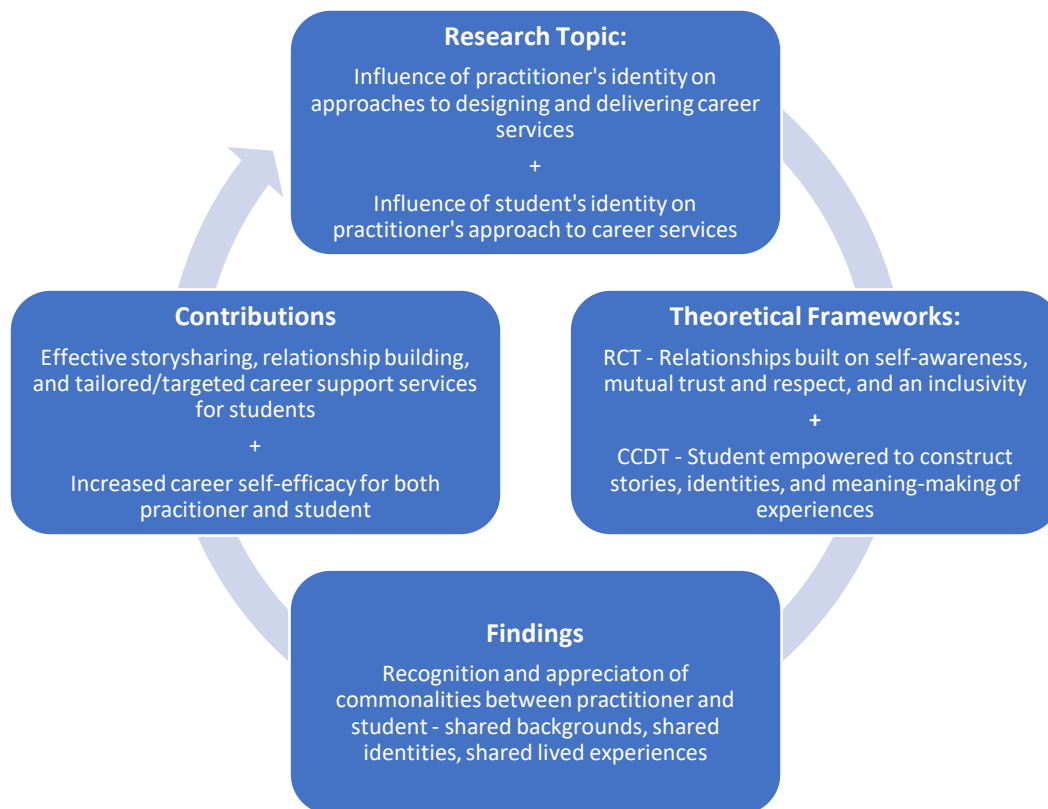 Research Topic:
Influence of practitioner's identity on
approaches to designing and delivering career
services
+
Influence of student's identity on
practitioner's approach to career services
Theoretical Frameworks:
RCT - Relationships built on self-awareness,
mutual trust and respect, and an inclusivity
+
CCDT - Student empowered to construct
stories, identities, and meaning-making of
experiences
Findings
Recognition and appreciaton of
commonalities between practitioner and
student - shared backgrounds, shared
identities, shared lived experiences
Contributions
Effective storysharing, relationship building,
and tailored/targeted career support services
for students
+
Increased career self-efficacy for both
pracitioner and student